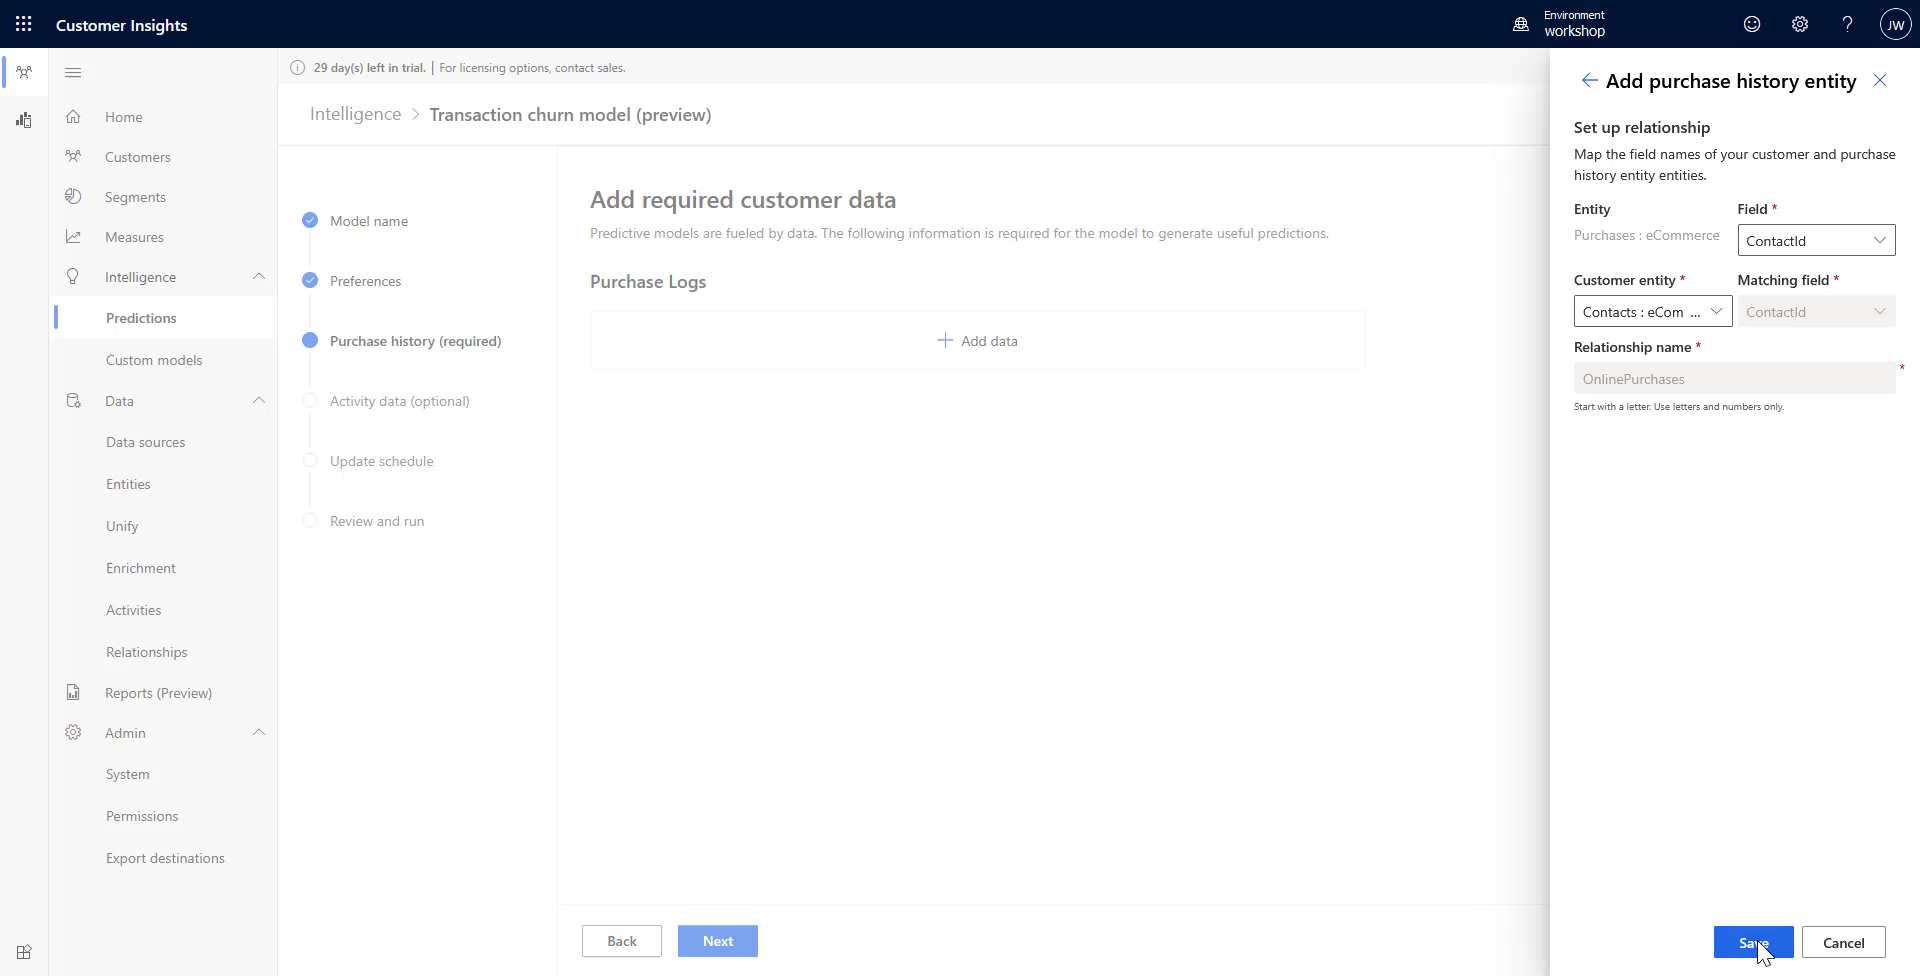 Customer Insights
Environment
workshop
JW
29 day(s) left in trial. | For licensing options, contact sales.
Home
Customers
Segments
Measures
Intelligence
Predictions
Custom models
Data
Data sources
Entities
Unify
Enrichment
Activities
Relationships
Reports (Preview)
Admin
System
Permissions
Export destinations
Intelligence > Transaction churn model (preview)
Model name
Preferences
Purchase history (required)
Activity data (optional)
Update schedule
Review and run
Add required customer data
Predictive models are fueled by data. The following information is required for the model to generate useful predictions.
Purchase Logs
Add data
Back
Next
Add purchase history entity
Set up relationship
Map the field names of your customer and purchase
history entity entities.
Entity
Field *
Purchases : eCommerce
ContactId
Customer entity *
Matching field *
Contacts : eCom ...
ContactId
Relationship name *
OnlinePurchases
*
Start with a letter. Use letters and numbers only.
Save
Cancel